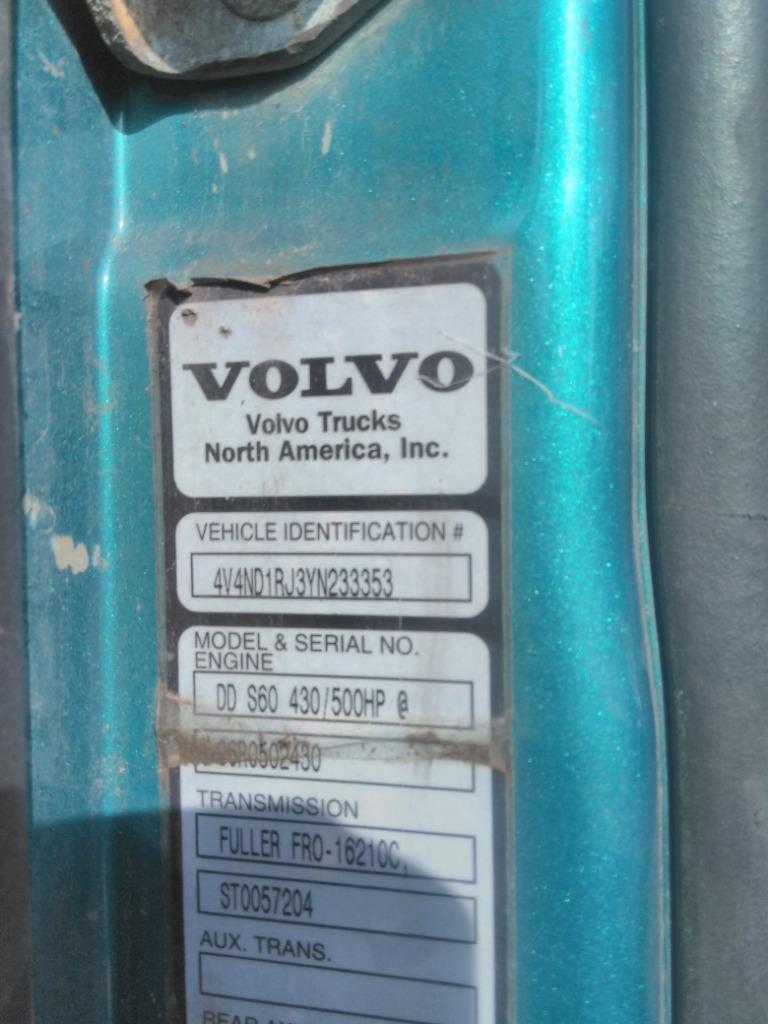 VOLVO
Volvo Trucks
North America, Inc.
VEHICLE IDENTIFICATION #
4V4ND1RJ3YN233353
MODEL & SERIAL NO.
ENGINE
DD S60 430/500HP @
TRANSMISSION
FULLER FRO-16210C,
ST0057204
AUX. TRANS.
REAR